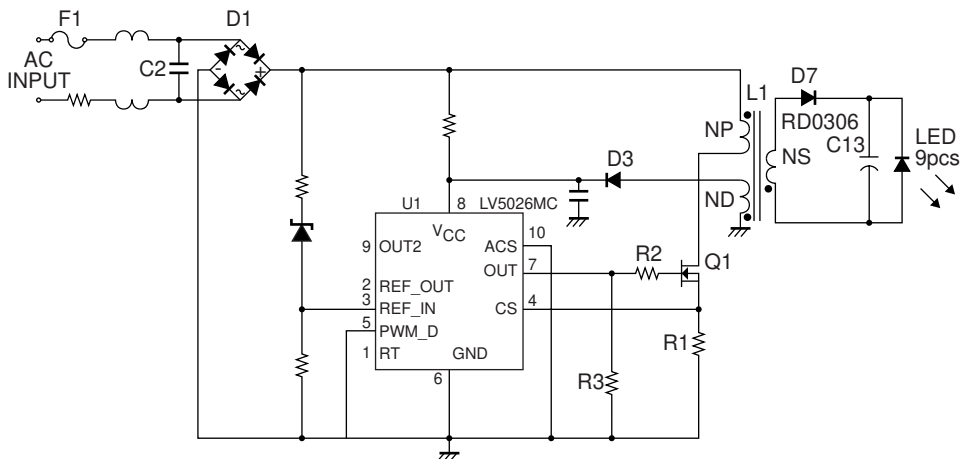 F1
D1
AC
INPUT
C2
~
-
+
~
D7
L1
RD0306
NP
NS
C13
LED
9pcs
D3
ND
U1
8
LV5026MC
VCC
10
9
OUT2
ACS
7
OUT
R2
Q1
2
REF_OUT
3
REF_IN
4
CS
5
PWM_D
R1
1
RT
GND
6
R3